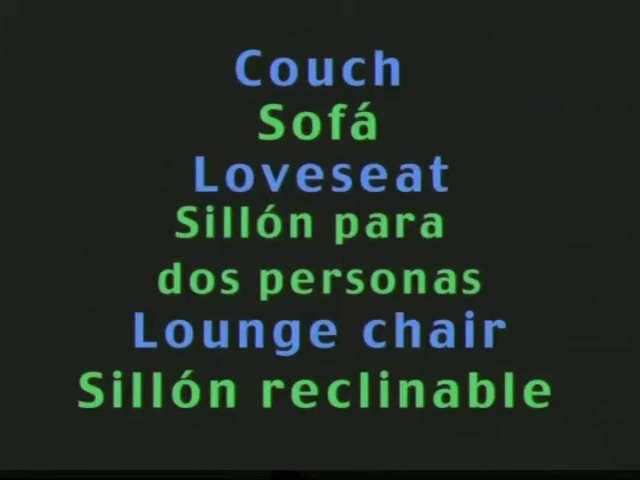 Couch
Sofá
Loveseat
Sillón para
dos personas
Lounge chair
Sillón reclinable